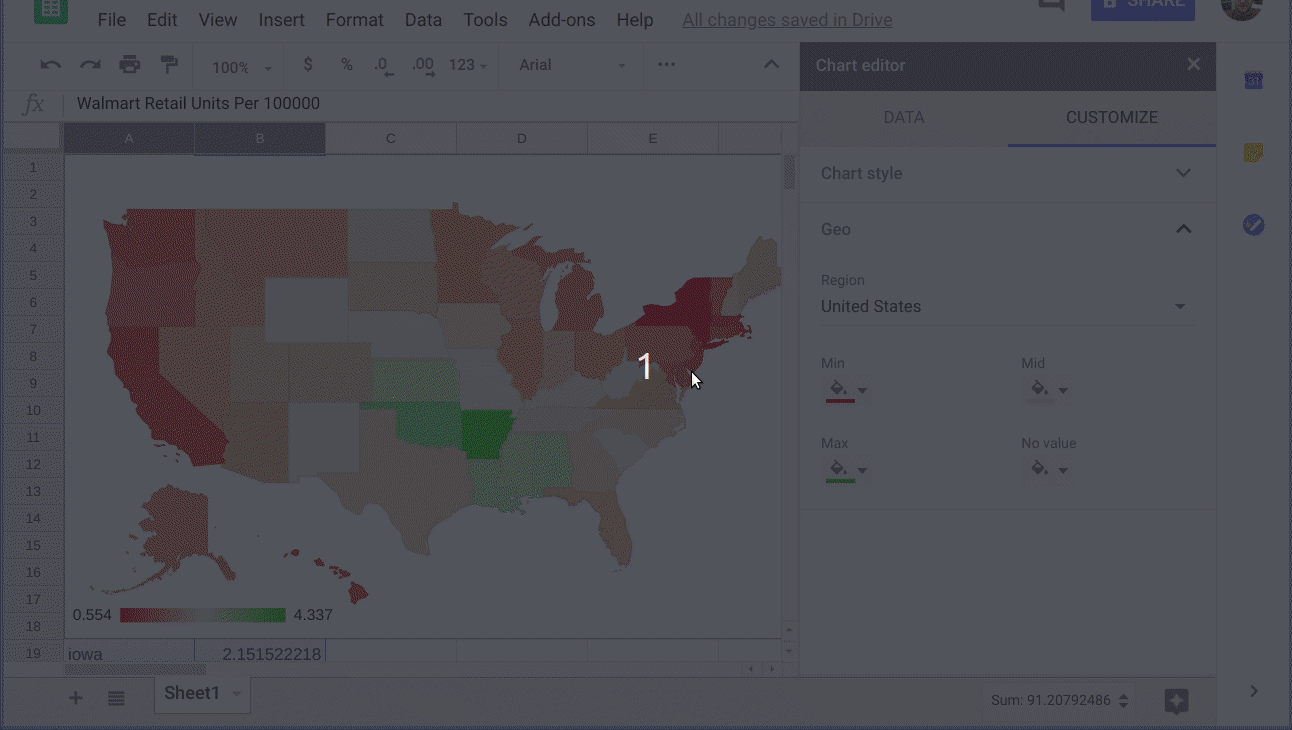 SHARE
File Edit View Insert Format Data Tools Add-ons Help All changes saved in Drive
100% $ % .0 .00 123 Arial
Chart editor
fx Walmart Retail Units Per 100000
DATA CUSTOMIZE
A B C D E
Chart style
Geo
Region
United States
Min Mid
Max No value
1
2
3
4
5
6
7
8
9
10
11
12
13
14
15
16
17
18
19
1
0.554 4.337
iowa 2.151522218
Sheet1
Sum: 91.20792486
31